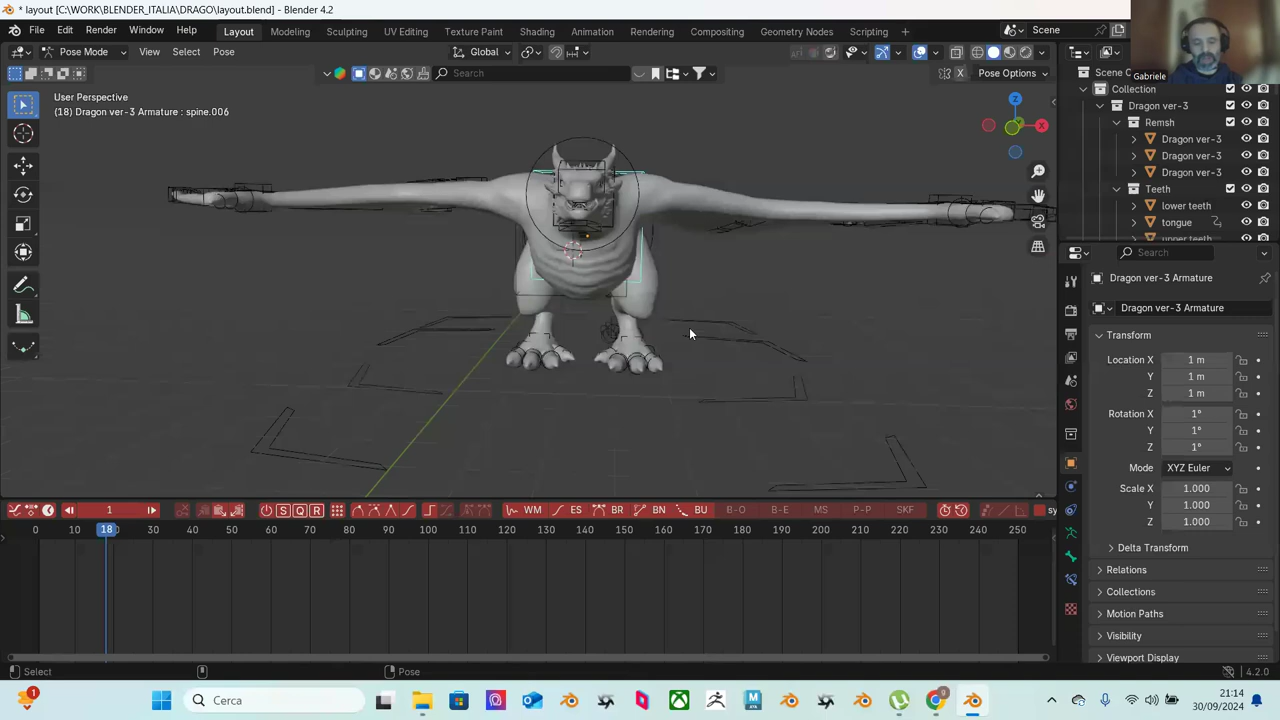 * layout [C:\WORK\BLENDER_ITALIA\DRAGO\layout.blend] - Blender 4.2
File Edit Render Window Help Layout Modeling Sculpting UV Editing Texture Paint Shading Animation Rendering Compositing Geometry Nodes Scripting + Scene
Pose Mode View Select Pose Global
Search X Pose Options
Gabriele
Scene C
Collection
Dragon ver-3
Remsh
Dragon ver-3
Dragon ver-3
Dragon ver-3
Teeth
lower teeth
tongue
upper teeth
User Perspective
(18) Dragon ver-3 Armature : spine.006
Z
X
Y
Search
Dragon ver-3 Armature
Dragon ver-3 Armature
Transform
Location X 1 m
Y 1 m
Z 1 m
Rotation X 1°
Y 1°
Z 1°
Mode XYZ Euler
Scale X 1.000
Y 1.000
Z 1.000
Delta Transform
Relations
Collections
Motion Paths
Visibility
Viewport Display
1 S Q R WM ES BR BN BU B-O B-E MS P-P SKF sy
0 10 18 30 40 50 60 70 80 90 100 110 120 130 140 150 160 170 180 190 200 210 220 230 240 250
Select Pose 4.2.0
1 Cerca 9 21:14
30/09/2024